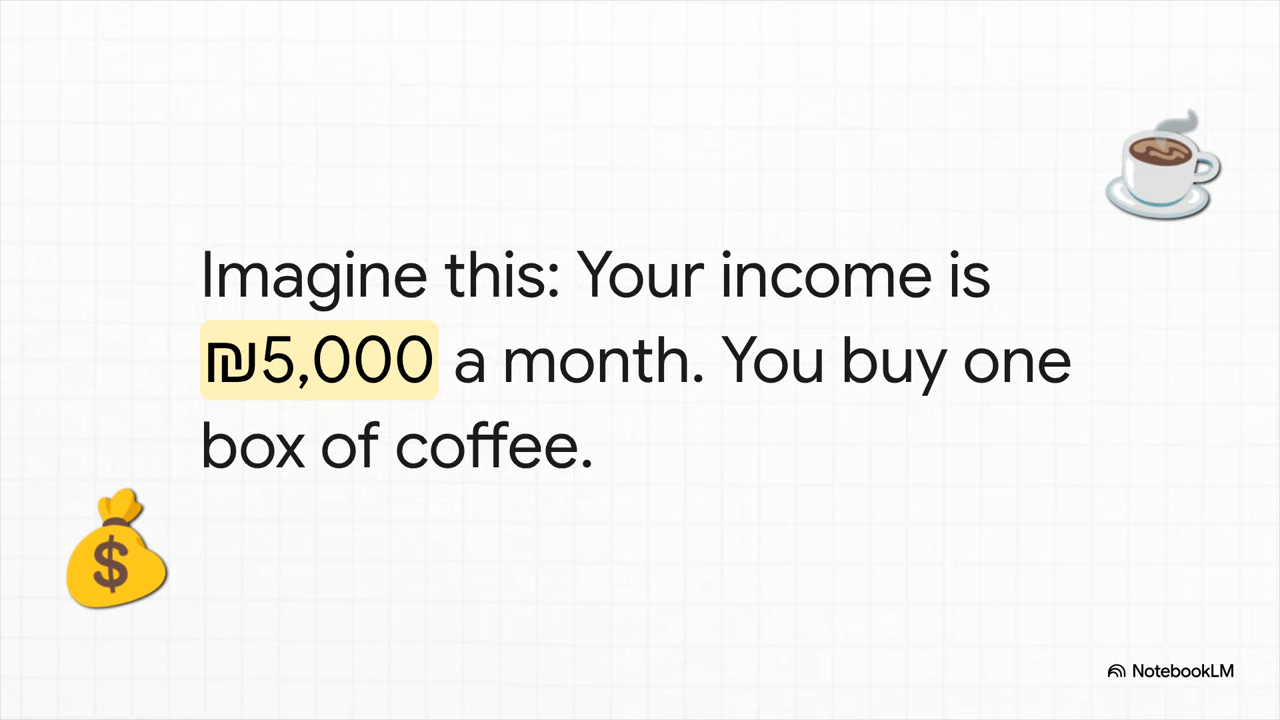 Imagine this: Your income is
₪5,000 a month. You buy one
box of coffee.
$
NotebookLM